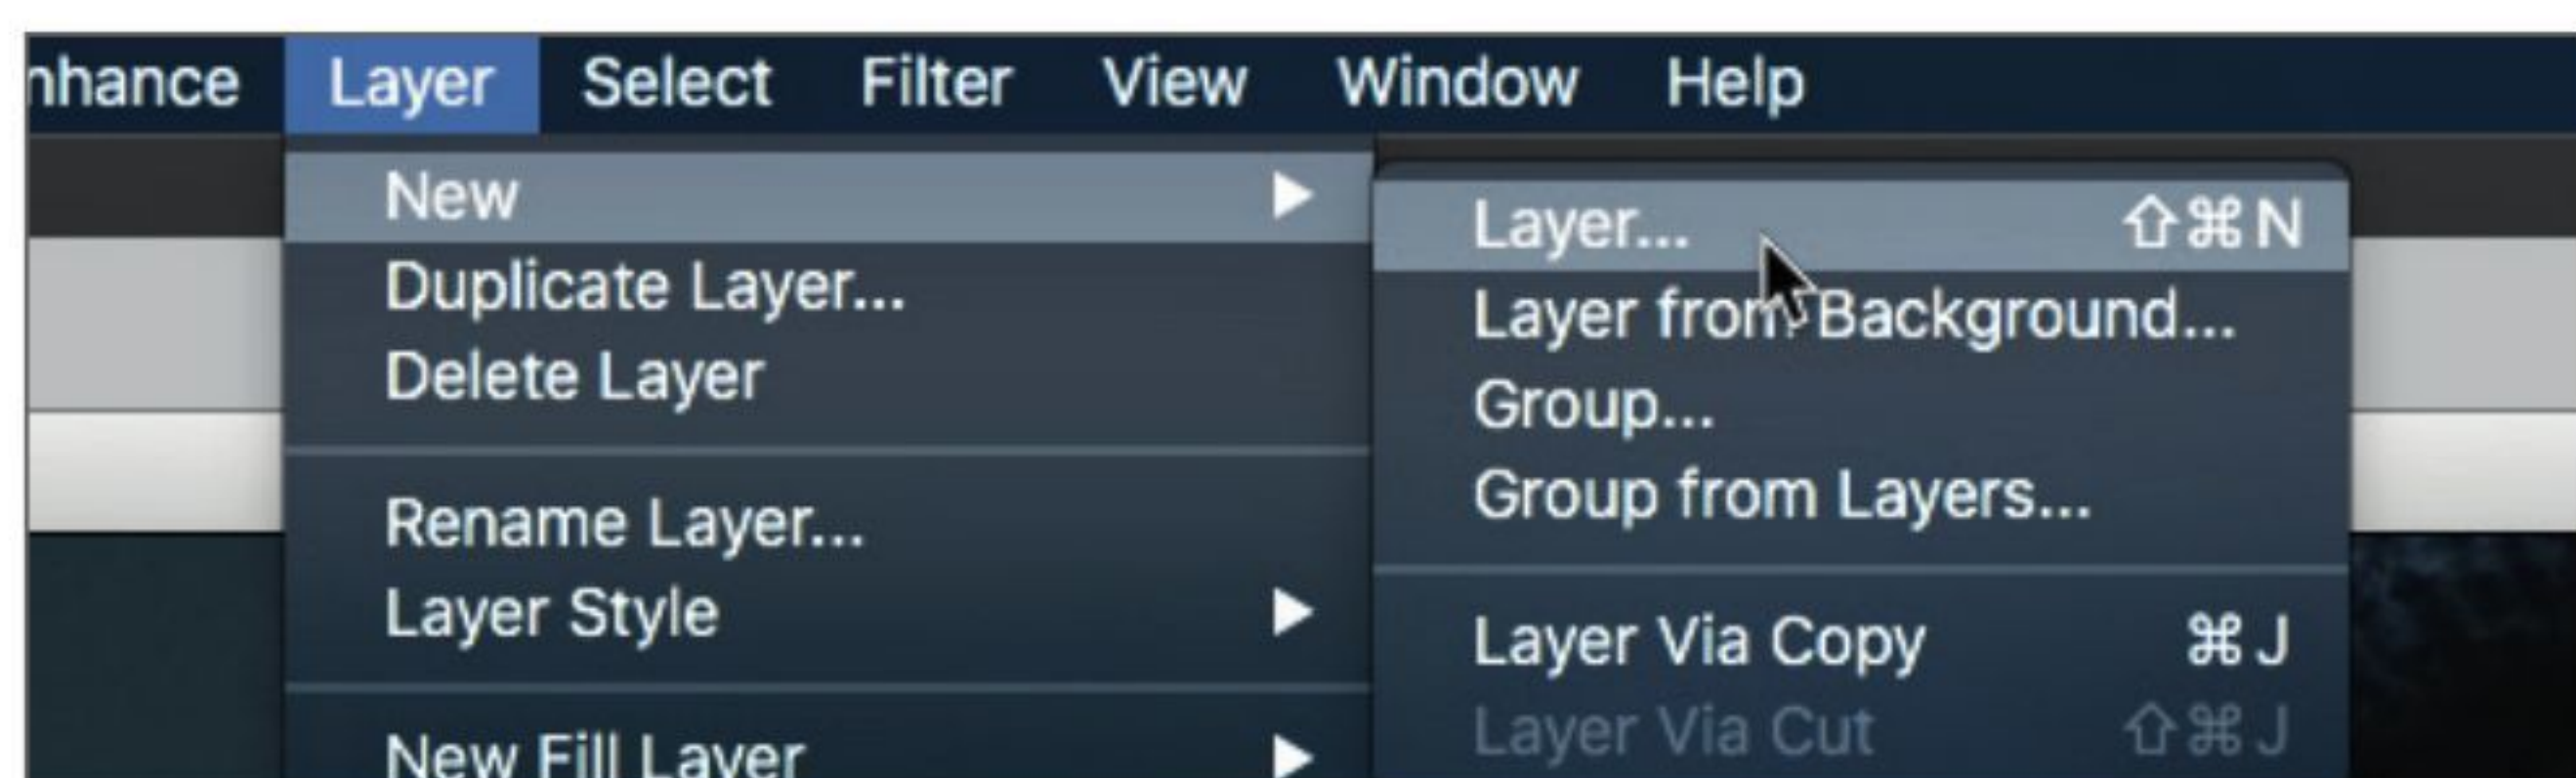 nhance Layer Select Filter View Window Help
New ▶
Duplicate Layer...
Delete Layer
Rename Layer...
Layer Style ▶
New Fill Layer ▶
Layer... ⇧⌘N
Layer from Background...
Group...
Group from Layers...
Layer Via Copy ⌘J
Layer Via Cut ⇧⌘J